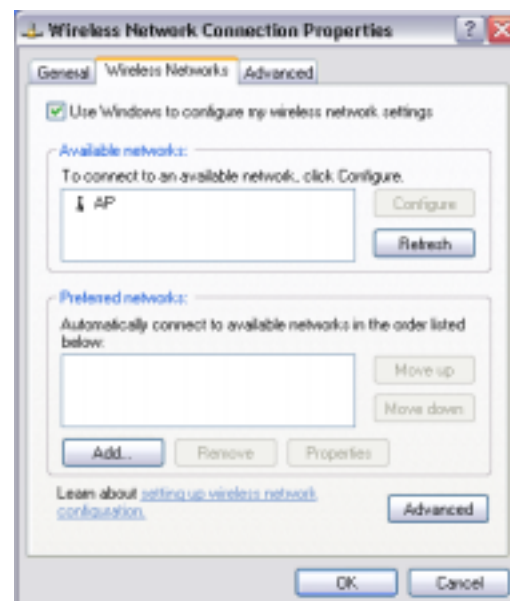 Wireless Network Connection Properties
General Wireless Networks Advanced
Use Windows to configure my wireless network settings
Available networks:
To connect to an available network, click Configure.
AP
Configure
Refresh
Preferred networks:
Automatically connect to available networks in the order listed
below:
Move up
Move down
Add... Remove Properties
Learn about setting up wireless network
configuration.
Advanced
OK Cancel